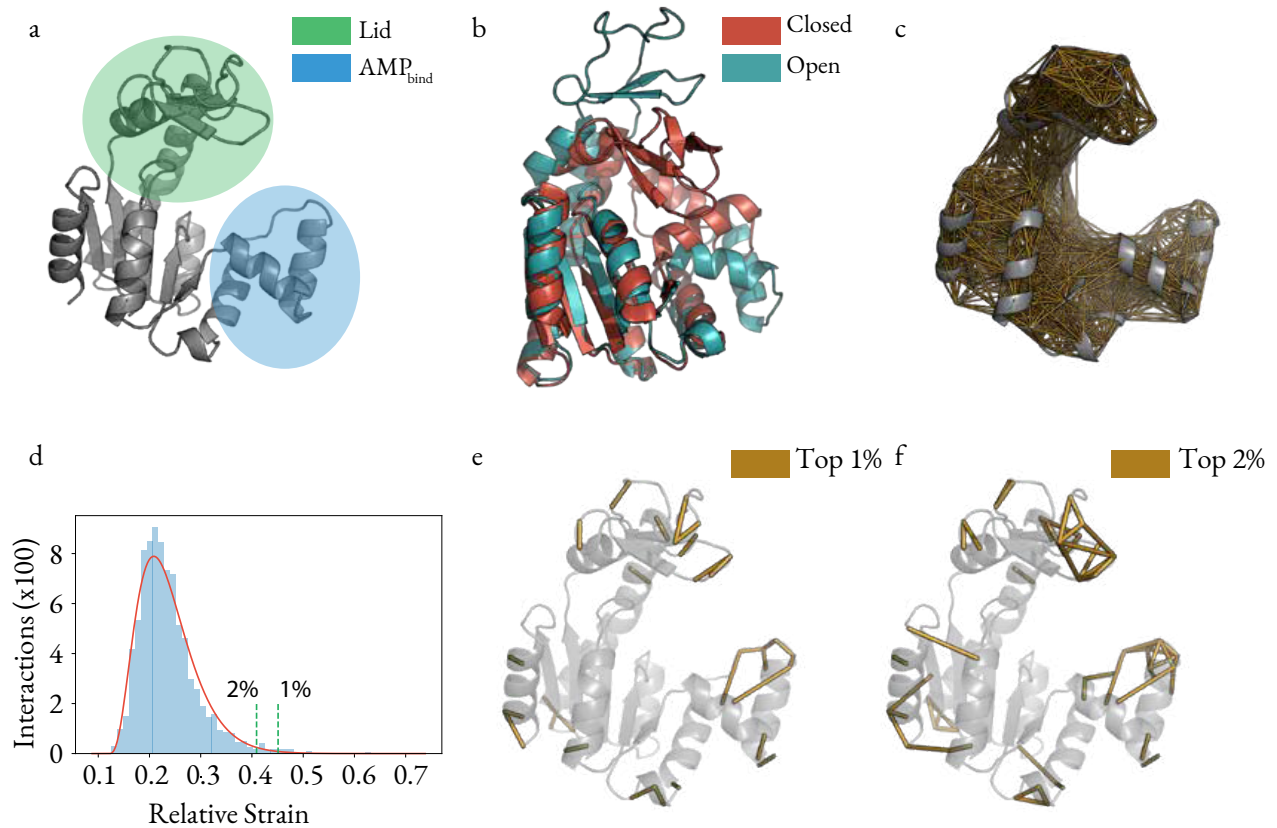 a
Lid
AMP_bind
b
Closed
Open
c
d
Interactions (x100)
8
6
4
2
0
2%
1%
0.1 0.2 0.3 0.4 0.5 0.6 0.7
Relative Strain
e
Top 1%
f
Top 2%